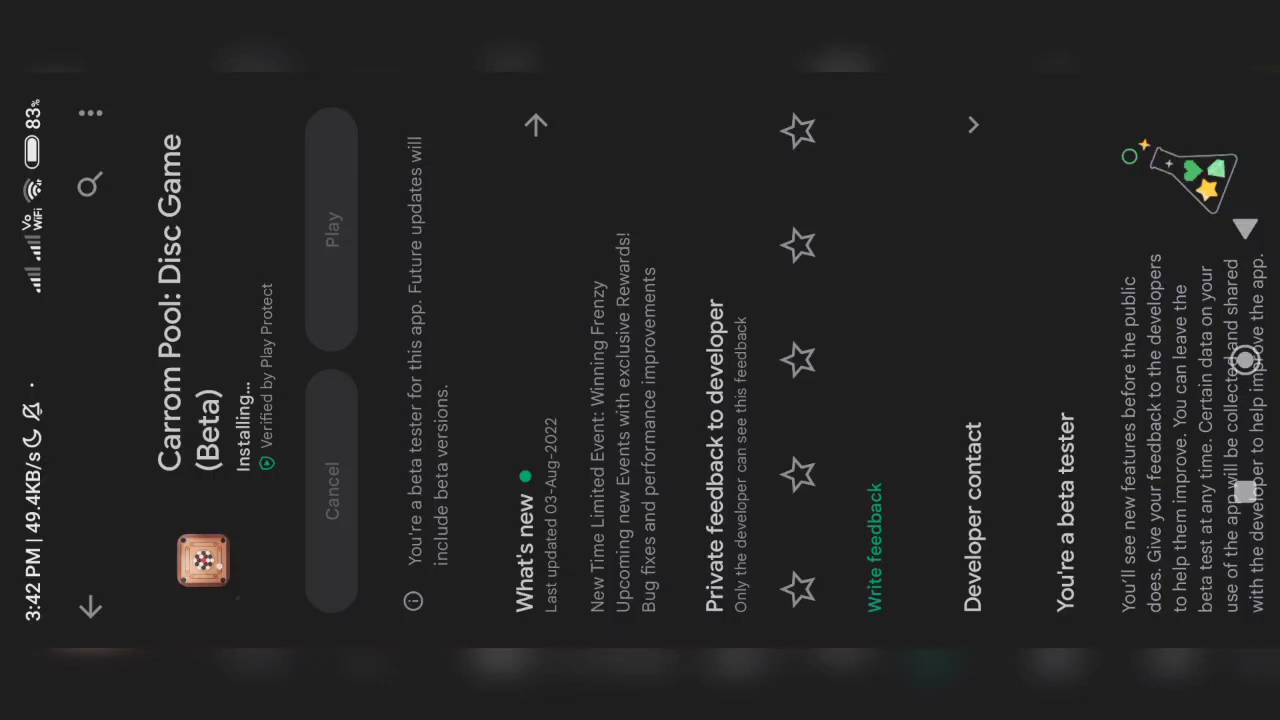 3:42 PM | 49.4KB/s
Vo
WiFi
83%
Carrom Pool: Disc Game
(Beta)
Installing...
Verified by Play Protect
Cancel
Play
You're a beta tester for this app. Future updates will
include beta versions.
What's new
Last updated 03-Aug-2022
New Time Limited Event: Winning Frenzy
Upcoming new Events with exclusive Rewards!
Bug fixes and performance improvements
Private feedback to developer
Only the developer can see this feedback
Write feedback
Developer contact
You're a beta tester
You'll see new features before the public
does. Give your feedback to the developers
to help them improve. You can leave the
beta test at any time. Certain data on your
use of the app will be collected and shared
with the developer to help improve the app.